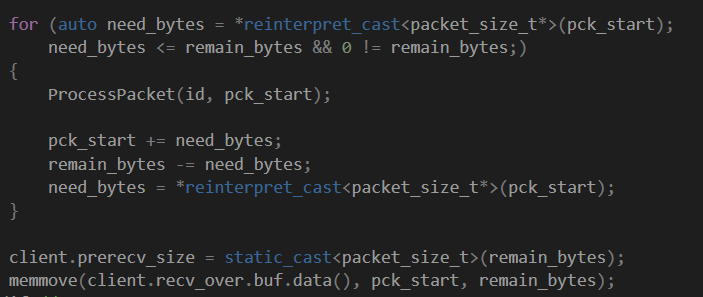 for (auto need_bytes = *reinterpret_cast<packet_size_t*>(pck_start);
    need_bytes <= remain_bytes && 0 != remain_bytes;)
{
    ProcessPacket(id, pck_start);

    pck_start += need_bytes;
    remain_bytes -= need_bytes;
    need_bytes = *reinterpret_cast<packet_size_t*>(pck_start);
}

client.prerecv_size = static_cast<packet_size_t>(remain_bytes);
memmove(client.recv_over.buf.data(), pck_start, remain_bytes);